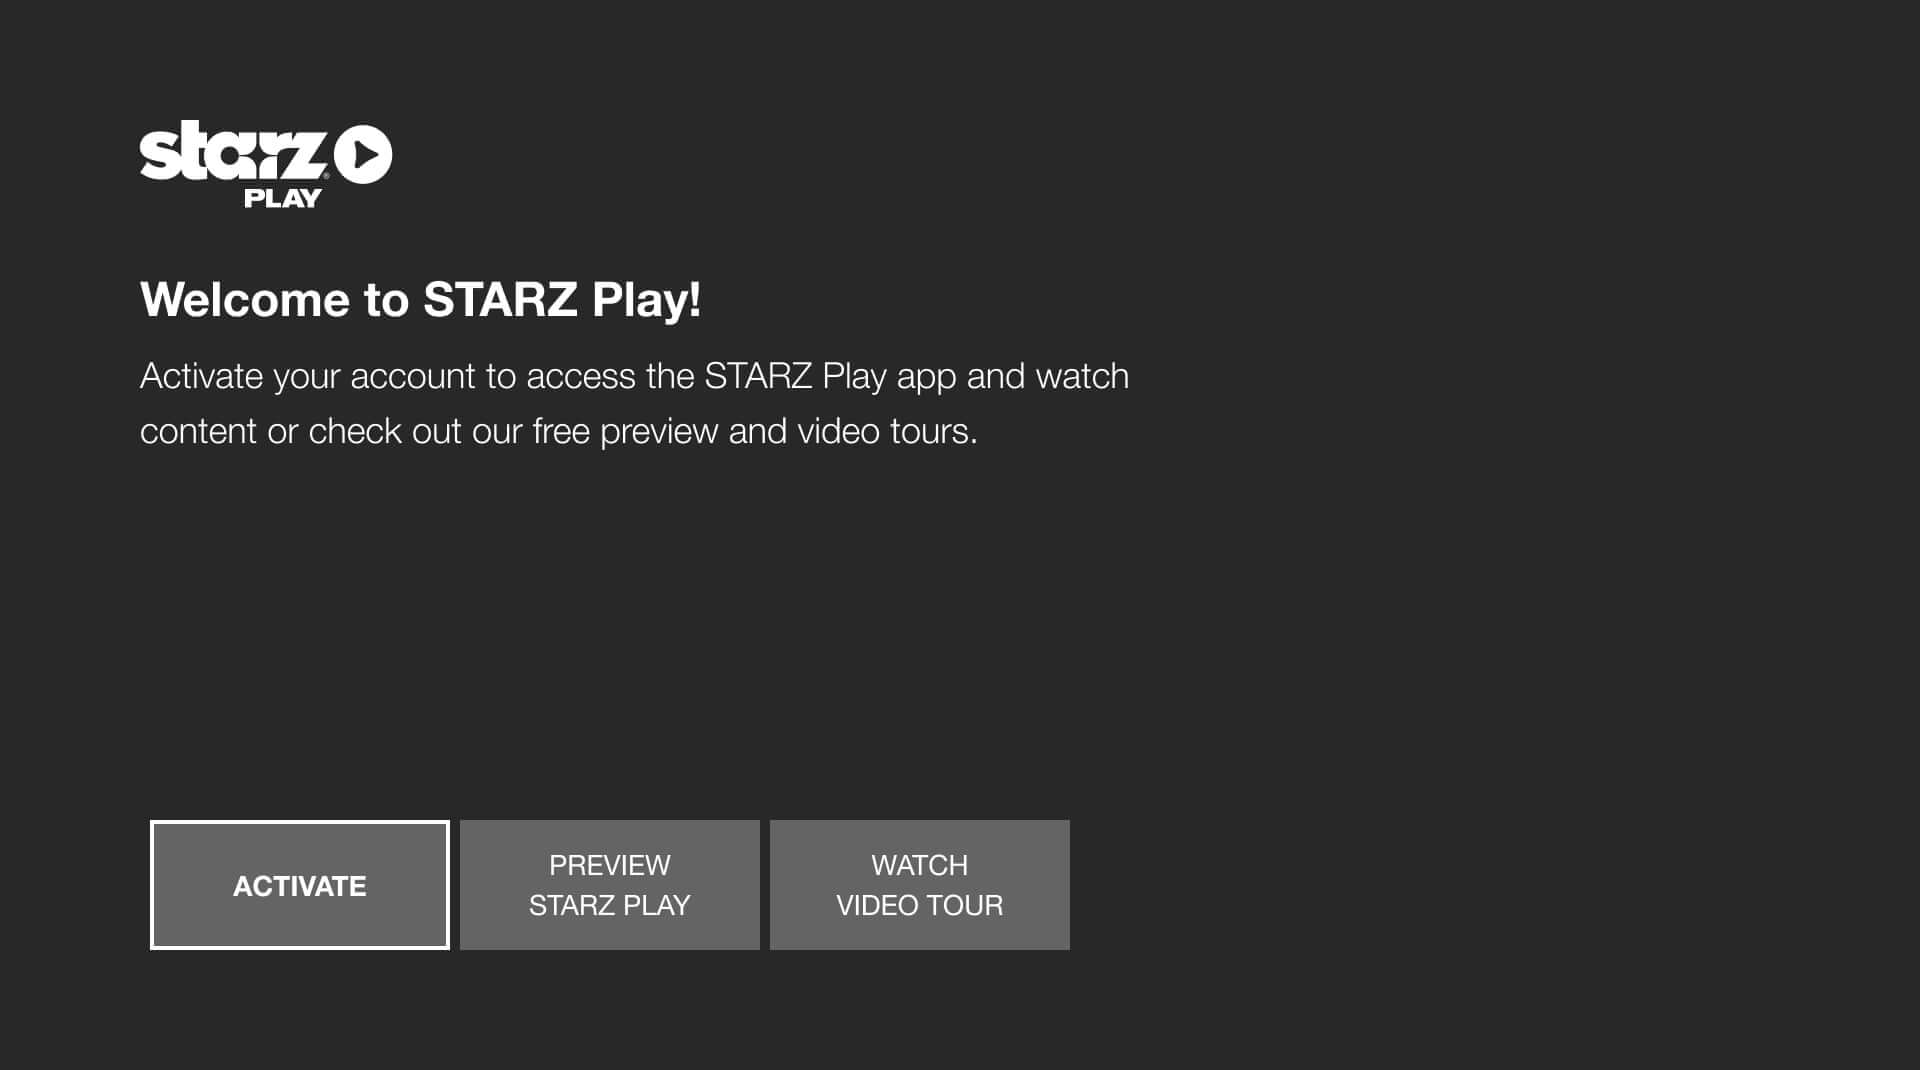 starz®
PLAY
Welcome to STARZ Play!
Activate your account to access the STARZ Play app and watch
content or check out our free preview and video tours.
ACTIVATE
PREVIEW
STARZ PLAY
WATCH
VIDEO TOUR